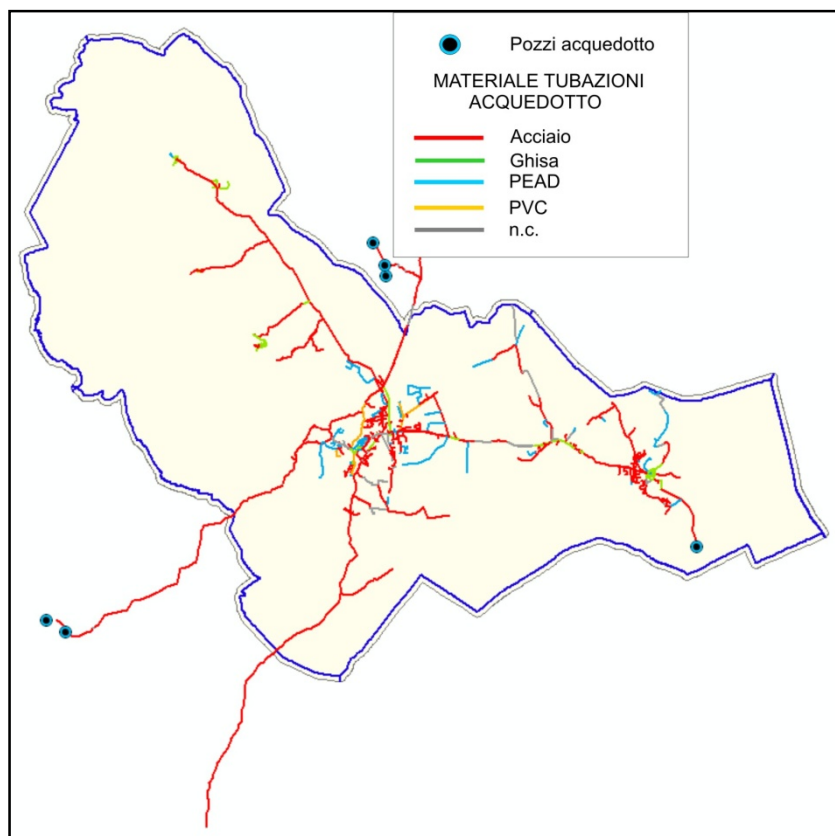 Pozzi acquedotto
MATERIALE TUBAZIONI
ACQUEDOTTO
Acciaio
Ghisa
PEAD
PVC
n.c.